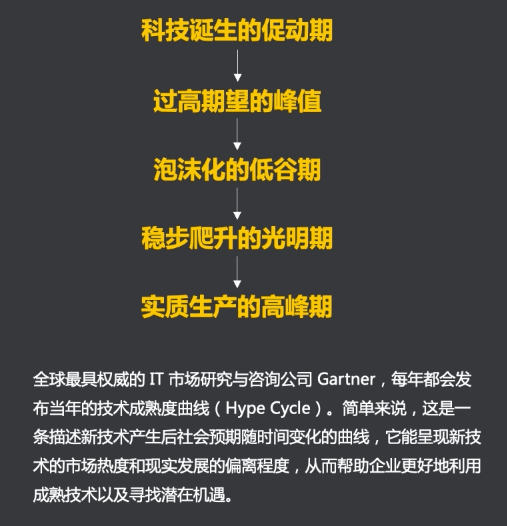 科技诞生的促动期
过高期望的峰值
泡沫化的低谷期
稳步爬升的光明期
实质生产的高峰期
全球最具权威的 IT 市场研究与咨询公司 Gartner，每年都会发
布当年的技术成熟度曲线（Hype Cycle）。简单来说，这是一
条描述新技术产生后社会预期随时间变化的曲线，它能呈现新技
术的市场热度和现实发展的偏离程度，从而帮助企业更好地利用
成熟技术以及寻找潜在机遇。